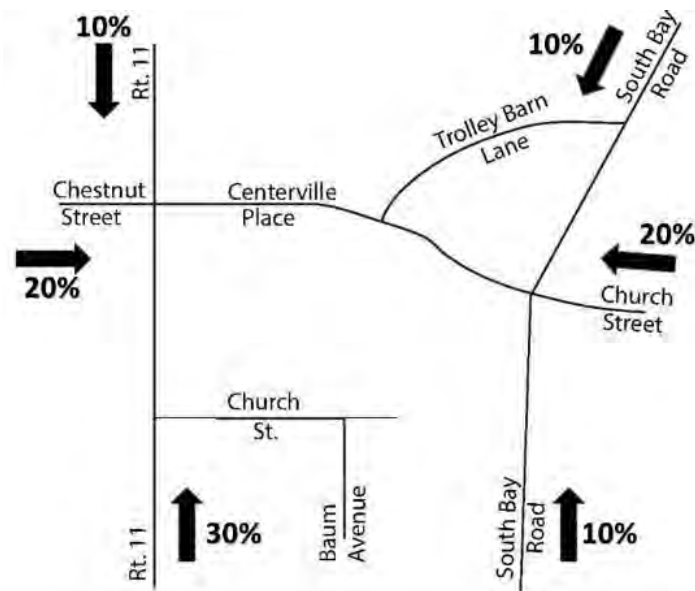 10%
Rt. 11
10%
South Bay
Road
Trolley Barn
Lane
Chestnut
Street
Centerville
Place
20%
20%
Church
Street
Church
St.
Rt. 11
30%
Baum
Avenue
South Bay
Road
10%